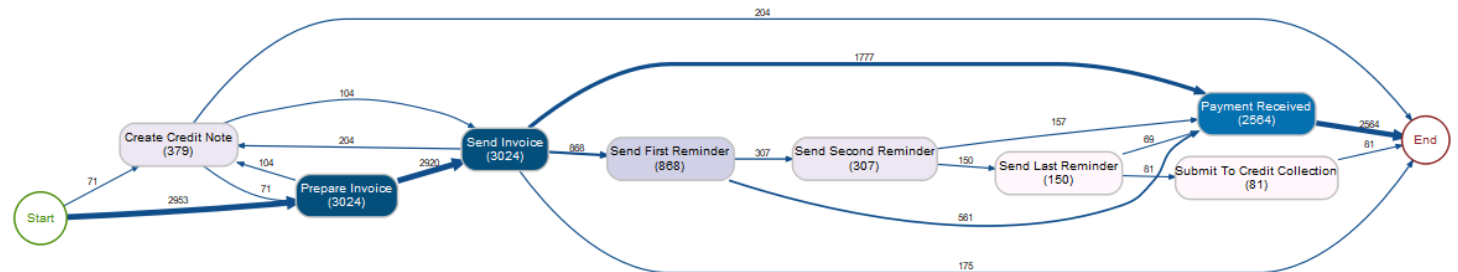 204
1777
104
Create Credit Note
(379)
204
Send Invoice
(3024)
868
Send First Reminder
(868)
307
Send Second Reminder
(307)
157
150
Send Last Reminder
(150)
69
81
Payment Received
(2564)
2564
Submit To Credit Collection
(81)
81
End
71
104
71
2920
Prepare Invoice
(3024)
2953
Start
561
175